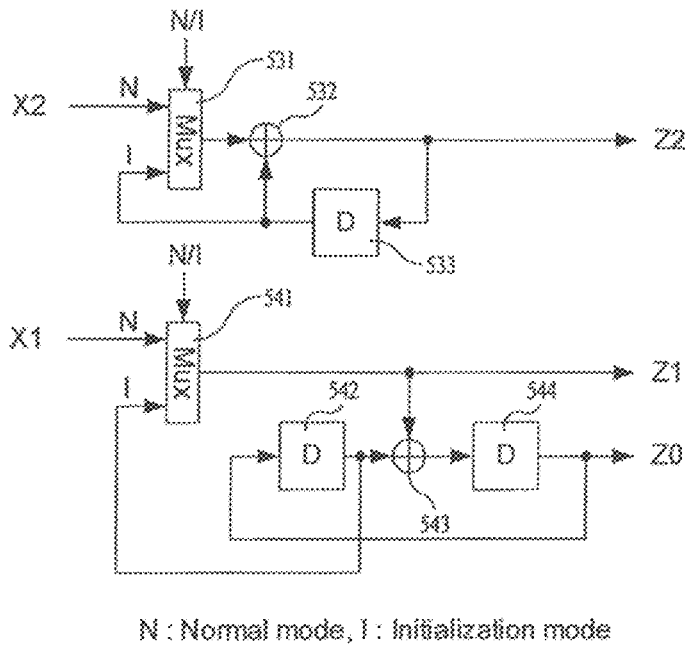 N/I
531
X2
N
Mux
532
Z2
I
D
533
N/I
541
X1
N
Mux
Z1
I
542
544
D
D
Z0
543
N : Normal mode, I : Initialization mode